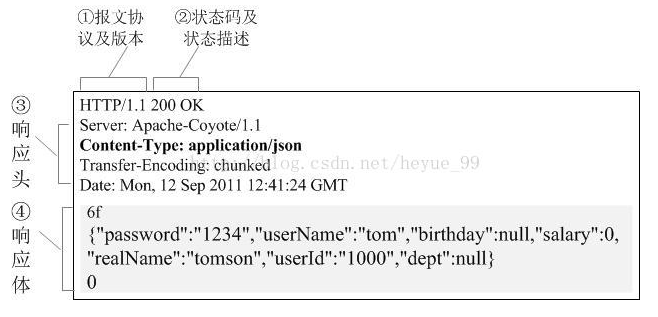 ①报文协
议及版本
②状态码及
状态描述
③
响
应
头
HTTP/1.1 200 OK
Server: Apache-Coyote/1.1
Content-Type: application/json
Transfer-Encoding: chunked
Date: Mon, 12 Sep 2011 12:41:24 GMT
http://blog.csdn.net/heyue_99
④
响
应
体
6f
{"password":"1234","userName":"tom","birthday":null,"salary":0,
"realName":"tomson","userId":"1000","dept":null}
0